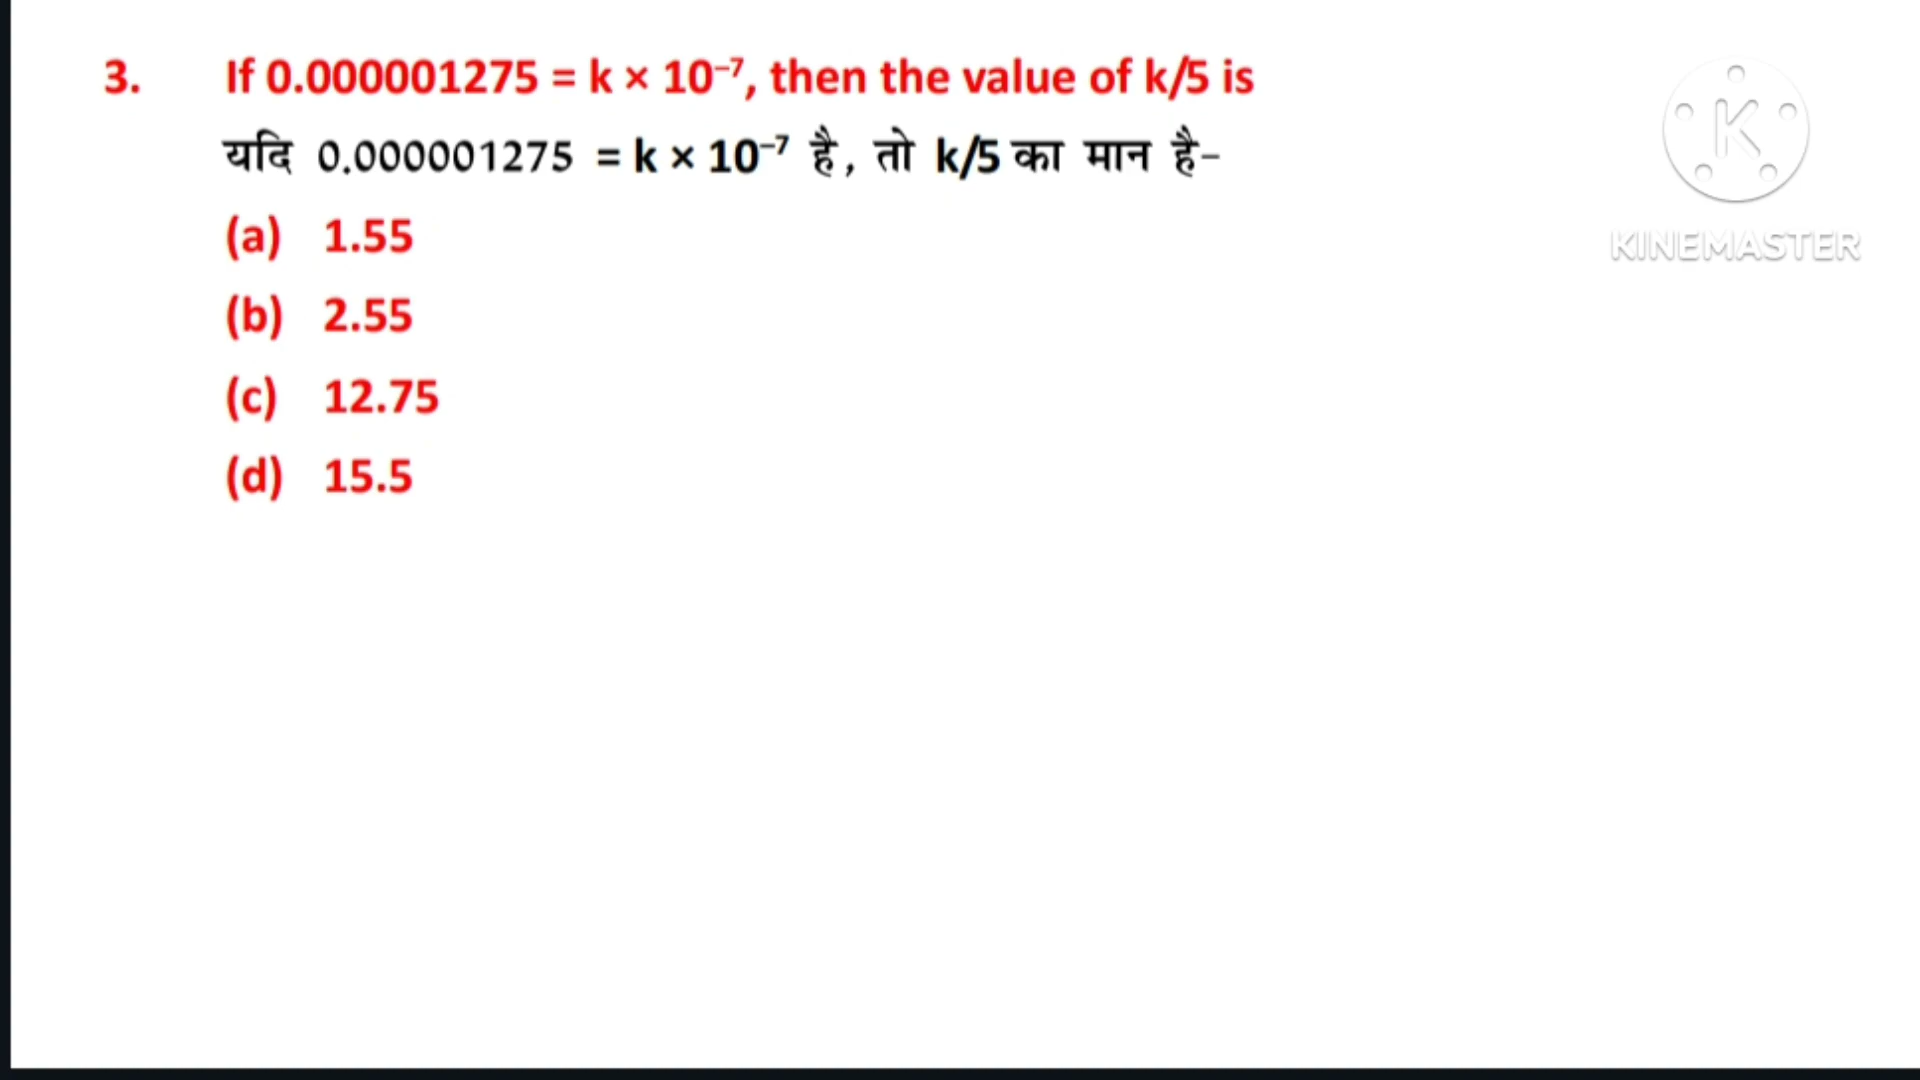 3. If 0.000001275 = k × 10⁻⁷, then the value of k/5 is
यदि 0.000001275 = k × 10⁻⁷ है, तो k/5 का मान है–
(a) 1.55
(b) 2.55
(c) 12.75
(d) 15.5
K
KINEMASTER